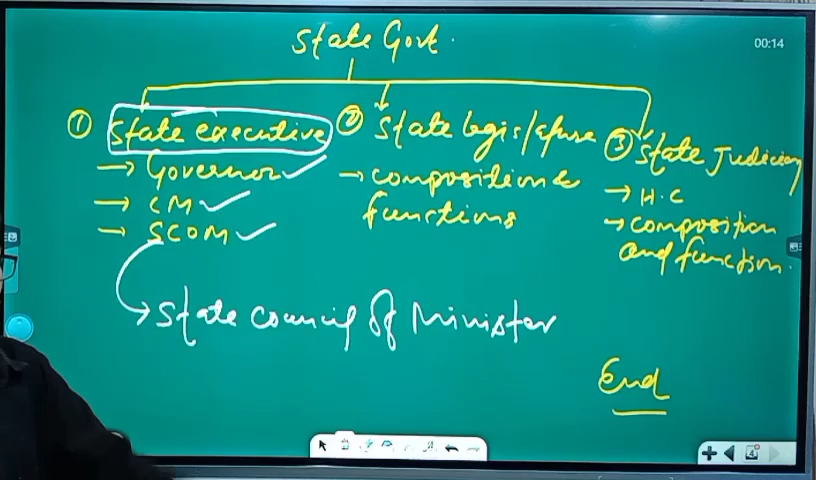 State Govt.
00:14
① State executive
→ Governor ✓
→ CM ✓
→ SCOM ✓
② State legislature
→ composition &
functions
③ State Judiciary
→ H.C
→ composition
and function.
→ State council of Minister
End
4